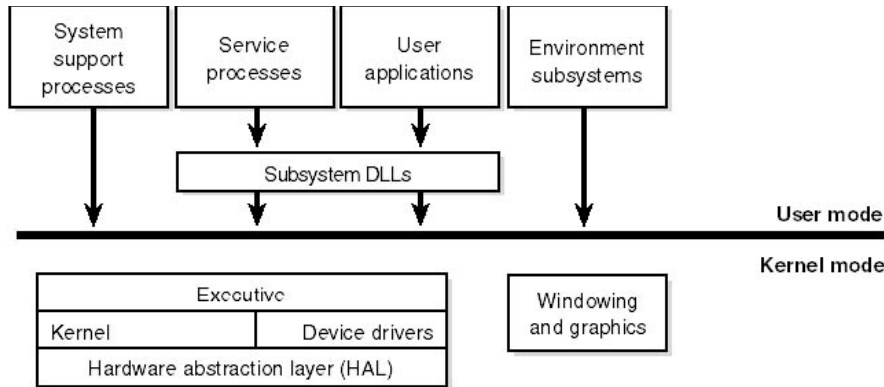 System
support
processes
Service
processes
User
applications
Environment
subsystems
Subsystem DLLs
User mode
Kernel mode
Executive
Kernel
Device drivers
Hardware abstraction layer (HAL)
Windowing
and graphics